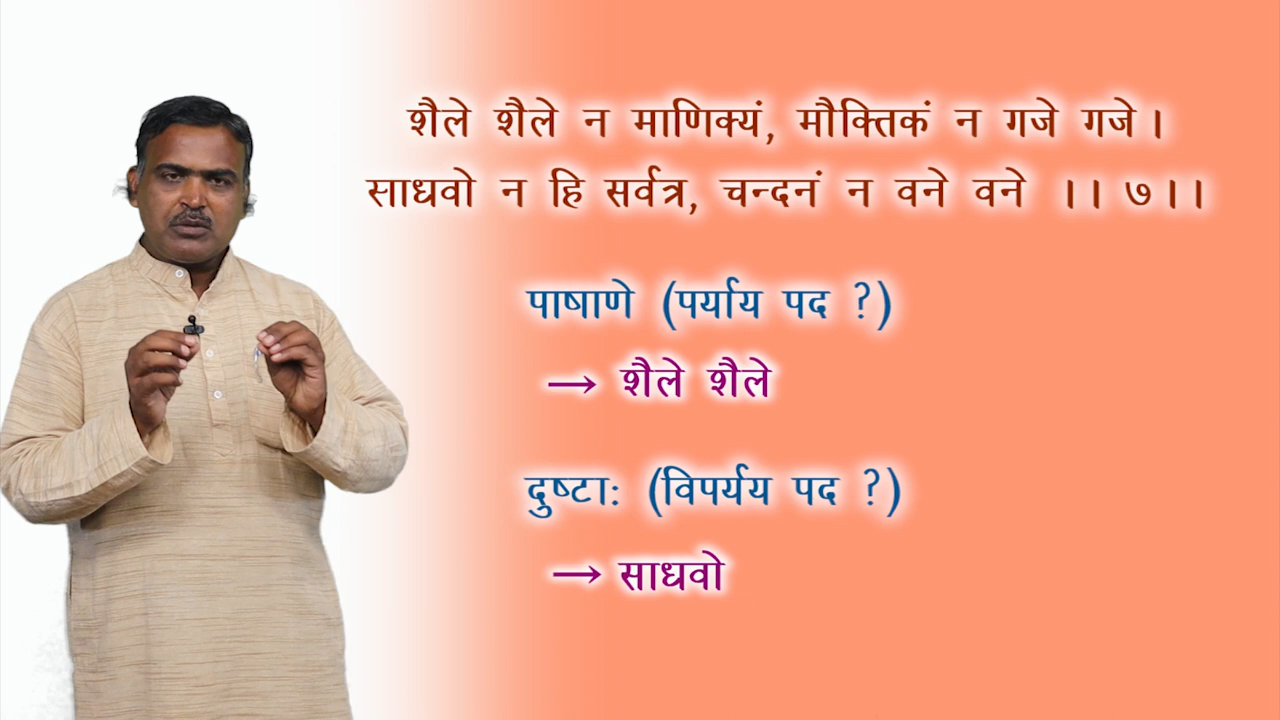 शैले शैले न माणिक्यं, मौक्तिकं न गजे गजे।
साधवो न हि सर्वत्र, चन्दनं न वने वने ।। ७।।
पाषाणे (पर्याय पद ?)
→ शैले शैले
दुष्टाः (विपर्यय पद ?)
→ साधवो